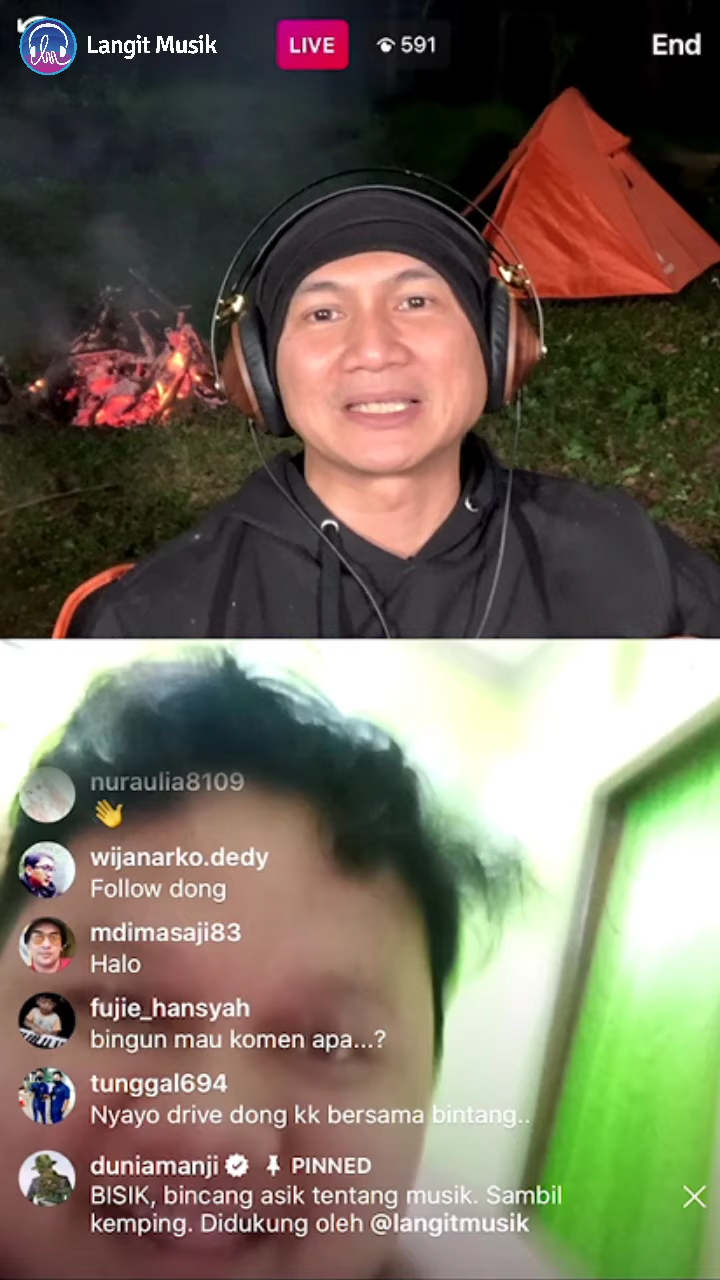 Langit Musik
LIVE
591
End
nuraulia8109
wijanarko.dedy
Follow dong
mdimasaji83
Halo
fujie_hansyah
bingun mau komen apa...?
tunggal694
Nyayo drive dong kk bersama bintang..
duniamanji PINNED
BISIK, bincang asik tentang musik. Sambil
kemping. Didukung oleh @langitmusik